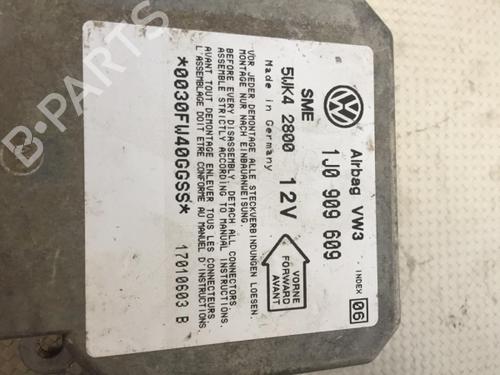 Airbag VW3
1J0 909 609
INDEX 06
SME
5WK4 2800
12V
Made in Germany
VORNE
FORWARD
AVANT
VOR JEDER DEMONTAGE ALLE STECKVERBINDUNGEN LOESEN.
MONTAGE NUR NACH EINBAUANWEISUNG.
BEFORE EVERY DISASSEMBLY, DETACH ALL CONNECTORS
ASSEMBLE STRICTLY ACCORDING TO MANUAL INSTRUCTIONS
AVANT TOUT DEMONTAGE ENLEVER TOUS LES CONNECTEURS
L'ASSEMBLAGE DOIT ETRE CONFORME AU MANUEL D'INSTRUCTIONS
*0030FW40GGSS*
17010603 B
B-PARTS